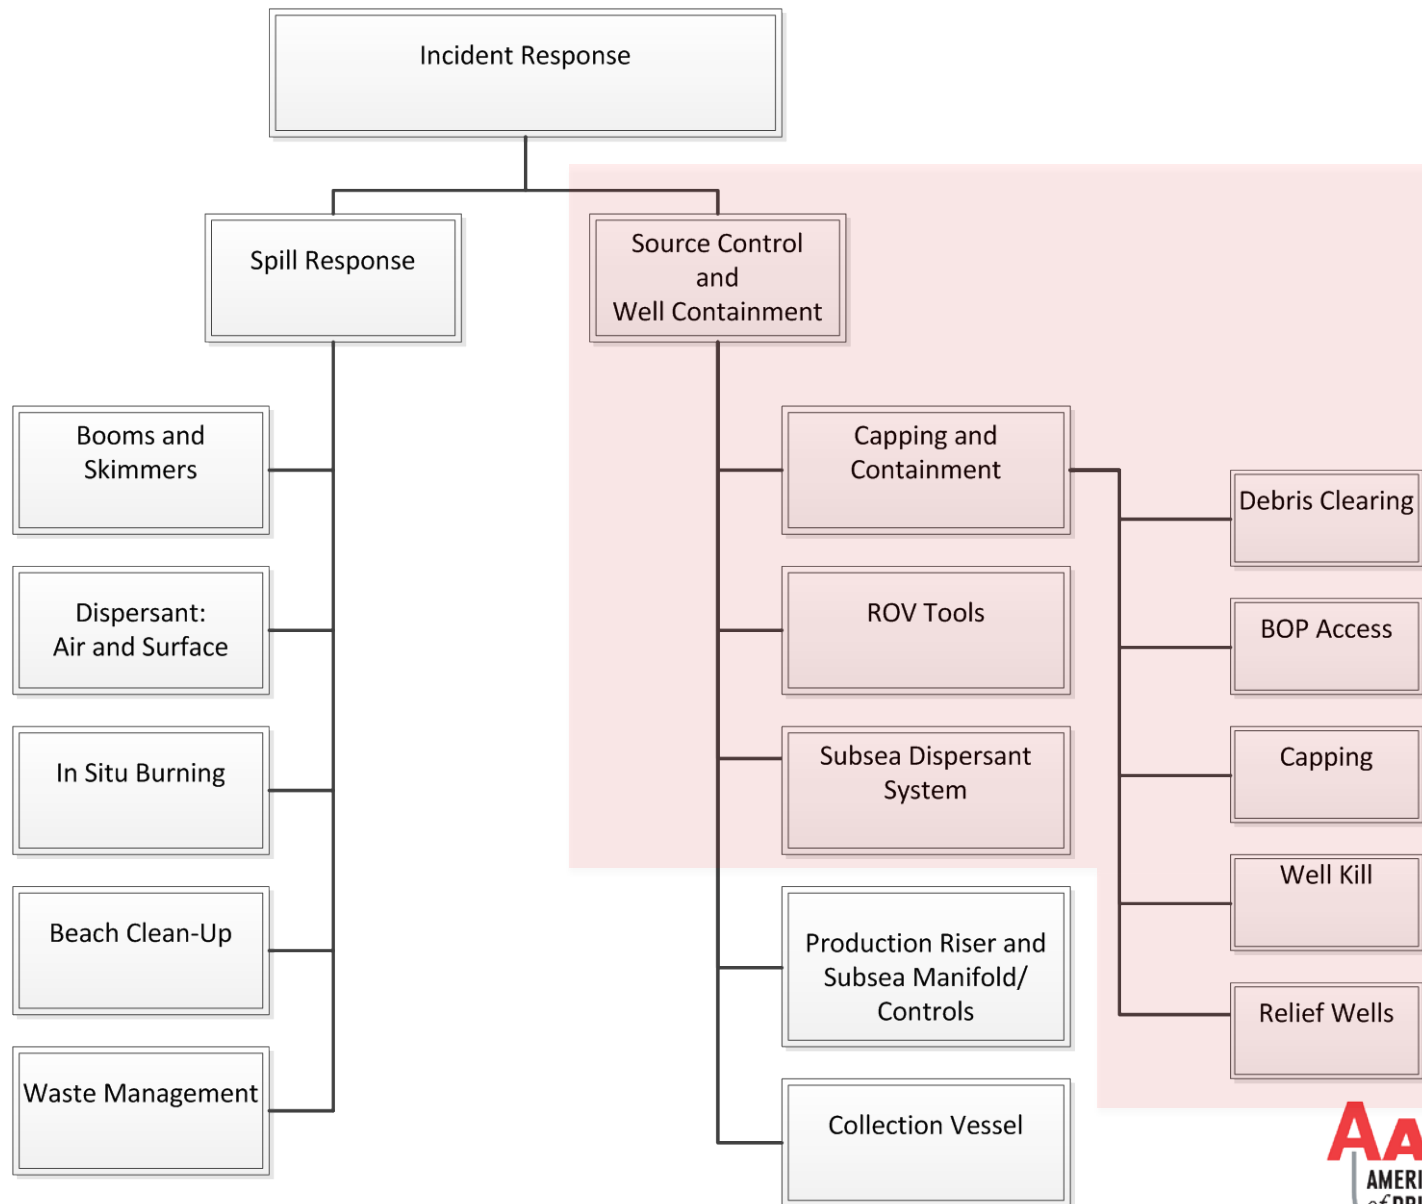 Incident Response
Spill Response
Source Control
and
Well Containment
Booms and
Skimmers
Dispersant:
Air and Surface
In Situ Burning
Beach Clean-Up
Waste Management
Capping and
Containment
ROV Tools
Subsea Dispersant
System
Production Riser and
Subsea Manifold/
Controls
Collection Vessel
Debris Clearing
BOP Access
Capping
Well Kill
Relief Wells